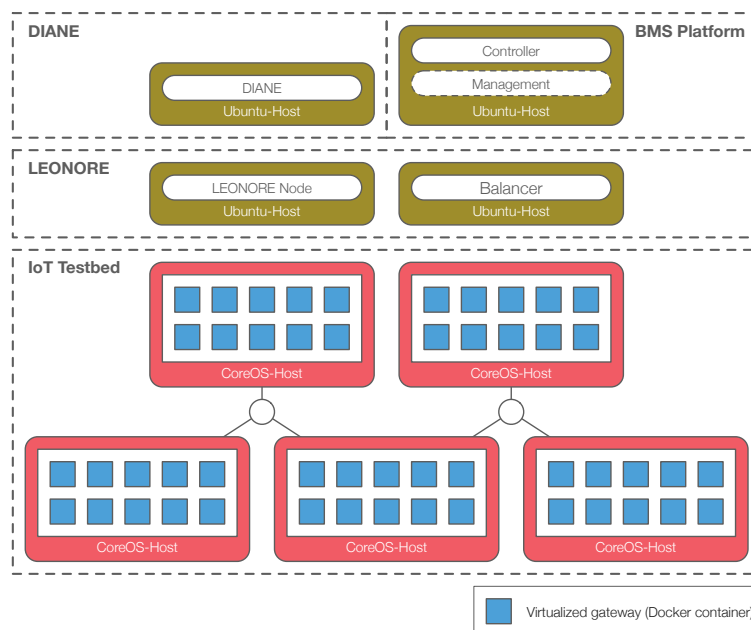 DIANE
BMS Platform
Controller
Management
Ubuntu-Host
DIANE
Ubuntu-Host
LEONORE
LEONORE Node
Ubuntu-Host
Balancer
Ubuntu-Host
IoT Testbed
CoreOS-Host
CoreOS-Host
CoreOS-Host
CoreOS-Host
CoreOS-Host
Virtualized gateway (Docker container)